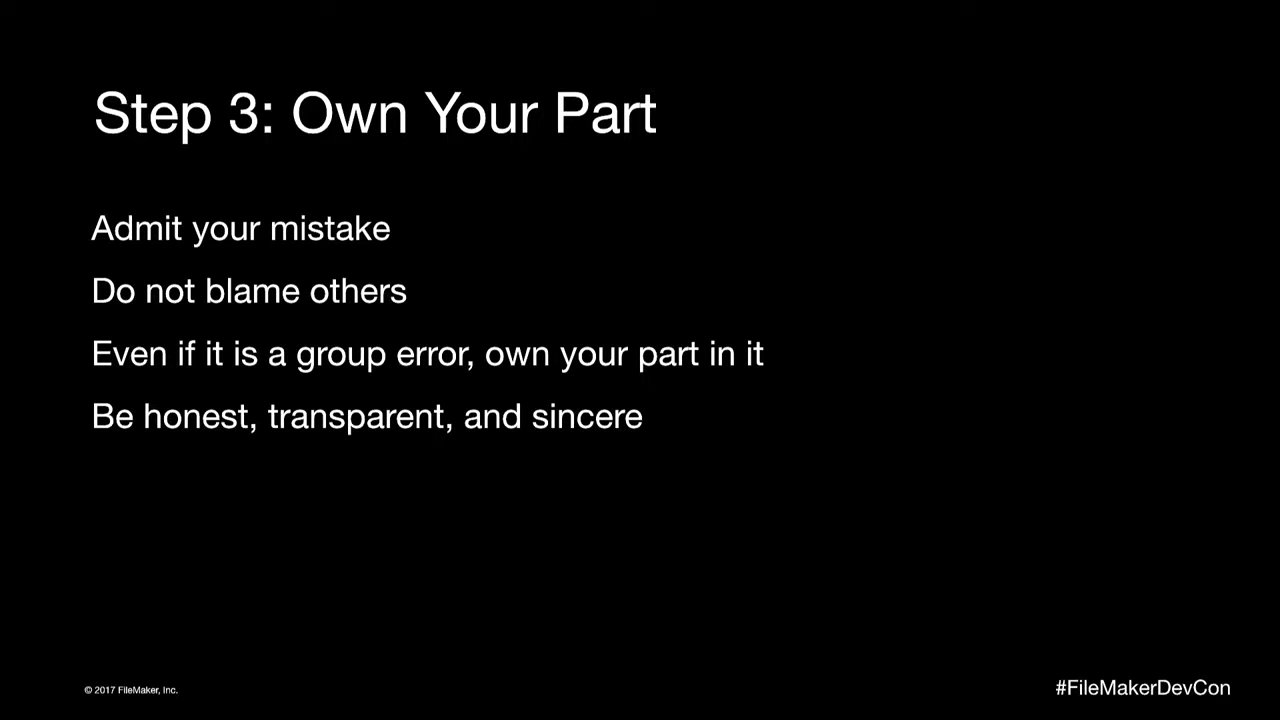 Step 3: Own Your Part
Admit your mistake
Do not blame others
Even if it is a group error, own your part in it
Be honest, transparent, and sincere
© 2017 FileMaker, Inc.
#FileMakerDevCon